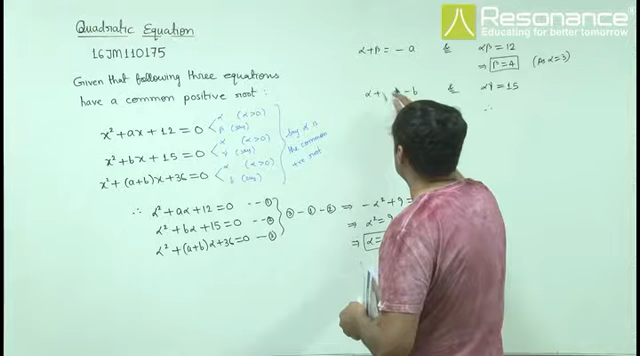 Resonance®
Educating for better tomorrow
Quadratic Equation
16JM110175
Given that following three equations
have a common positive root :
x² + ax + 12 = 0 < α (α>0)
β (say)
x² + bx + 15 = 0 < α (α>0)
γ (say)
x² + (a+b)x + 36 = 0 < α (α>0)
δ (say)
Say α is
the common
+ve root
∴ α² + aα + 12 = 0 --- ①
α² + bα + 15 = 0 --- ②
α² + (a+b)α + 36 = 0 --- ③
③ - ① - ② ⇒ -α² + 9 =
⇒ α² = 9
⇒ α =
α + β = - a & αβ = 12
⇒ β = 4 (As α = 3)
α + - b & αγ = 15
∴